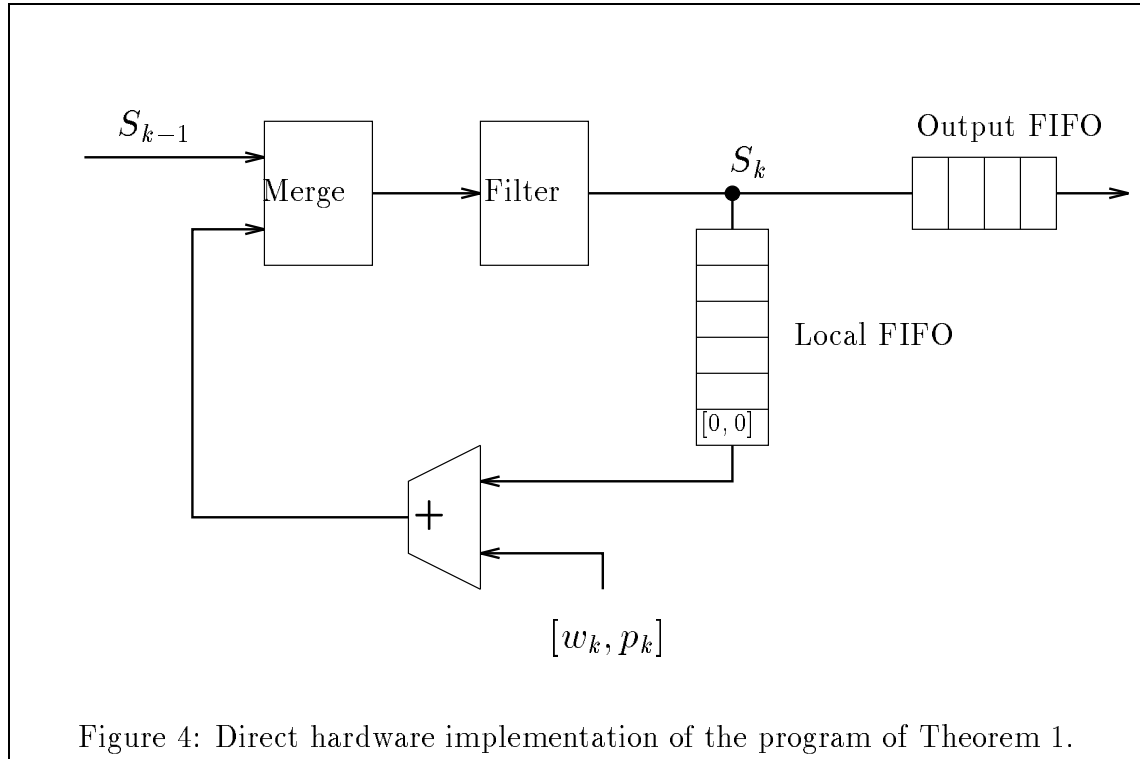 S_{k-1}
Output FIFO
Merge
Filter
S_k
Local FIFO
[0, 0]
+
[w_k, p_k]
Figure 4: Direct hardware implementation of the program of Theorem 1.